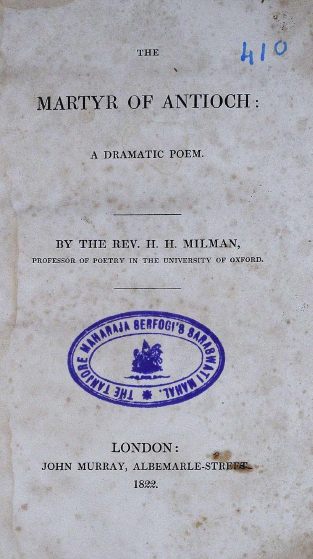 THE
410
MARTYR OF ANTIOCH:
A DRAMATIC POEM.
BY THE REV. H. H. MILMAN,
PROFESSOR OF POETRY IN THE UNIVERSITY OF OXFORD.
THE TANJORE MAHARAJA SERFOGI'S SARASWATI MAHAL.
LONDON:
JOHN MURRAY, ALBEMARLE-STREET.
1822.